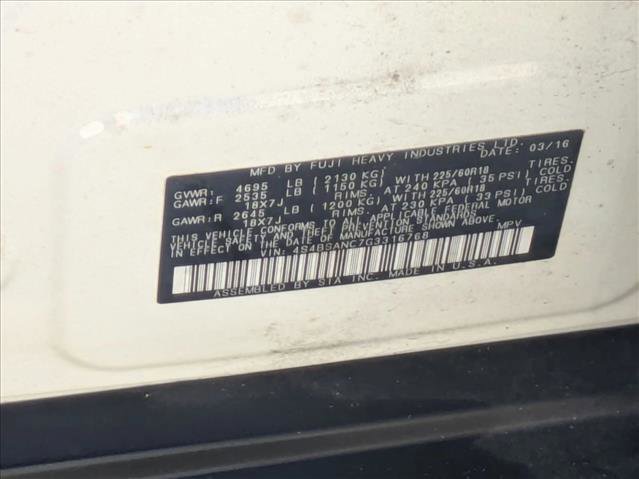 MFD BY FUJI HEAVY INDUSTRIES LTD.
DATE: 03/16
GVWR: 4695 LB ( 2130 KG)
GAWR:F 2535 LB ( 1150 KG) WITH 225/60R18 TIRES.
18X7J RIMS. AT 240 KPA ( 35 PSI) COLD
GAWR:R 2645 LB ( 1200 KG) WITH 225/60R18 TIRES.
18X7J RIMS. AT 230 KPA ( 33 PSI) COLD
THIS VEHICLE CONFORMS TO ALL APPLICABLE FEDERAL MOTOR
VEHICLE SAFETY AND THEFT PREVENTION STANDARDS
IN EFFECT ON THE DATE OF MANUFACTURE SHOWN ABOVE.
VIN: 4S4BSANC7G3316768 MPV
ASSEMBLED BY SIA INC. MADE IN U.S.A.